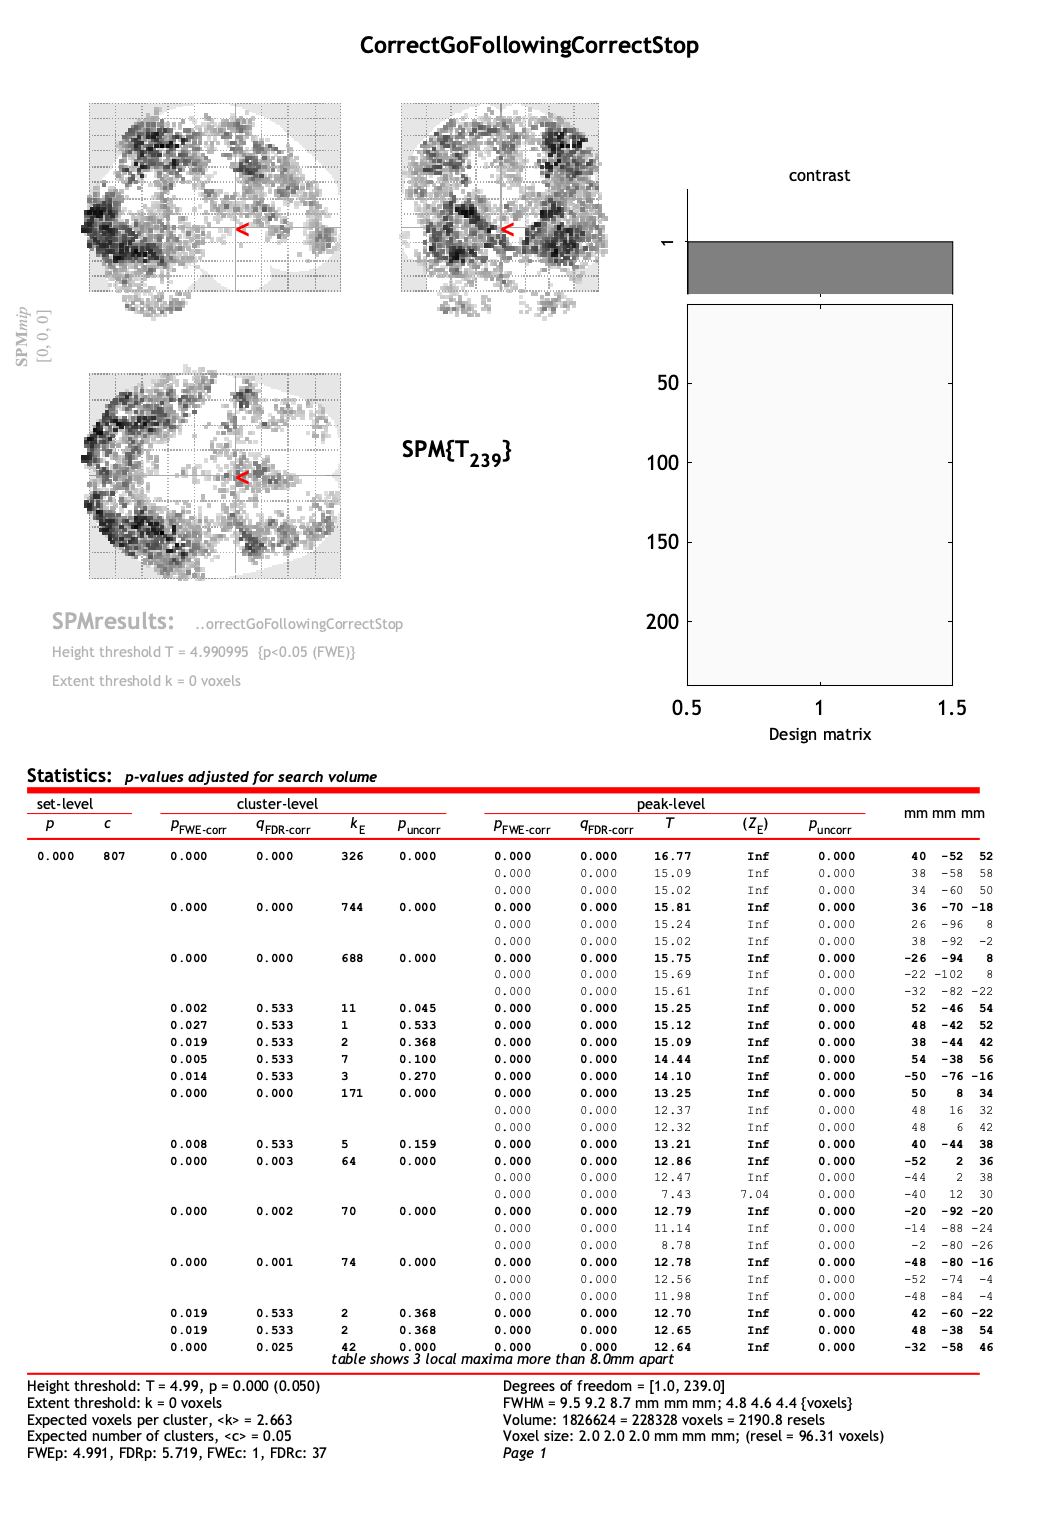 CorrectGoFollowingCorrectStop
SPMmip
[0, 0, 0]
<
<
<
SPM{T239}
contrast
1
50
100
150
200
0.5 1 1.5
Design matrix
SPMresults: ..orrectGoFollowingCorrectStop
Height threshold T = 4.990995 {p<0.05 (FWE)}
Extent threshold k = 0 voxels
Statistics: p-values adjusted for search volume
set-level cluster-level peak-level mm mm mm
p c pFWE-corr qFDR-corr kE puncorr pFWE-corr qFDR-corr T (ZE) puncorr
0.000 807 0.000 0.000 326 0.000 0.000 0.000 16.77 Inf 0.000 40 -52 52
0.000 0.000 15.09 Inf 0.000 38 -58 58
0.000 0.000 15.02 Inf 0.000 34 -60 50
0.000 0.000 744 0.000 0.000 0.000 15.81 Inf 0.000 36 -70 -18
0.000 0.000 15.24 Inf 0.000 26 -96 8
0.000 0.000 15.02 Inf 0.000 38 -92 -2
0.000 0.000 688 0.000 0.000 0.000 15.75 Inf 0.000 -26 -94 8
0.000 0.000 15.69 Inf 0.000 -22 -102 8
0.000 0.000 15.61 Inf 0.000 -32 -82 -22
0.002 0.533 11 0.045 0.000 0.000 15.25 Inf 0.000 52 -46 54
0.027 0.533 1 0.533 0.000 0.000 15.12 Inf 0.000 48 -42 52
0.019 0.533 2 0.368 0.000 0.000 15.09 Inf 0.000 38 -44 42
0.005 0.533 7 0.100 0.000 0.000 14.44 Inf 0.000 54 -38 56
0.014 0.533 3 0.270 0.000 0.000 14.10 Inf 0.000 -50 -76 -16
0.000 0.000 171 0.000 0.000 0.000 13.25 Inf 0.000 50 8 34
0.000 0.000 12.37 Inf 0.000 48 16 32
0.000 0.000 12.32 Inf 0.000 48 6 42
0.008 0.533 5 0.159 0.000 0.000 13.21 Inf 0.000 40 -44 38
0.000 0.003 64 0.000 0.000 0.000 12.86 Inf 0.000 -52 2 36
0.000 0.000 12.47 Inf 0.000 -44 2 38
0.000 0.000 7.43 7.04 0.000 -40 12 30
0.000 0.002 70 0.000 0.000 0.000 12.79 Inf 0.000 -20 -92 -20
0.000 0.000 11.14 Inf 0.000 -14 -88 -24
0.000 0.000 8.78 Inf 0.000 -2 -80 -26
0.000 0.001 74 0.000 0.000 0.000 12.78 Inf 0.000 -48 -80 -16
0.000 0.000 12.56 Inf 0.000 -52 -74 -4
0.000 0.000 11.98 Inf 0.000 -48 -84 -4
0.019 0.533 2 0.368 0.000 0.000 12.70 Inf 0.000 42 -60 -22
0.019 0.533 2 0.368 0.000 0.000 12.65 Inf 0.000 48 -38 54
0.000 0.025 42 0.000 0.000 0.000 12.64 Inf 0.000 -32 -58 46
table shows 3 local maxima more than 8.0mm apart
Height threshold: T = 4.99, p = 0.000 (0.050)
Extent threshold: k = 0 voxels
Expected voxels per cluster, <k> = 2.663
Expected number of clusters, <c> = 0.05
FWEp: 4.991, FDRp: 5.719, FWEc: 1, FDRc: 37
Degrees of freedom = [1.0, 239.0]
FWHM = 9.5 9.2 8.7 mm mm mm; 4.8 4.6 4.4 {voxels}
Volume: 1826624 = 228328 voxels = 2190.8 resels
Voxel size: 2.0 2.0 2.0 mm mm mm; (resel = 96.31 voxels)
Page 1